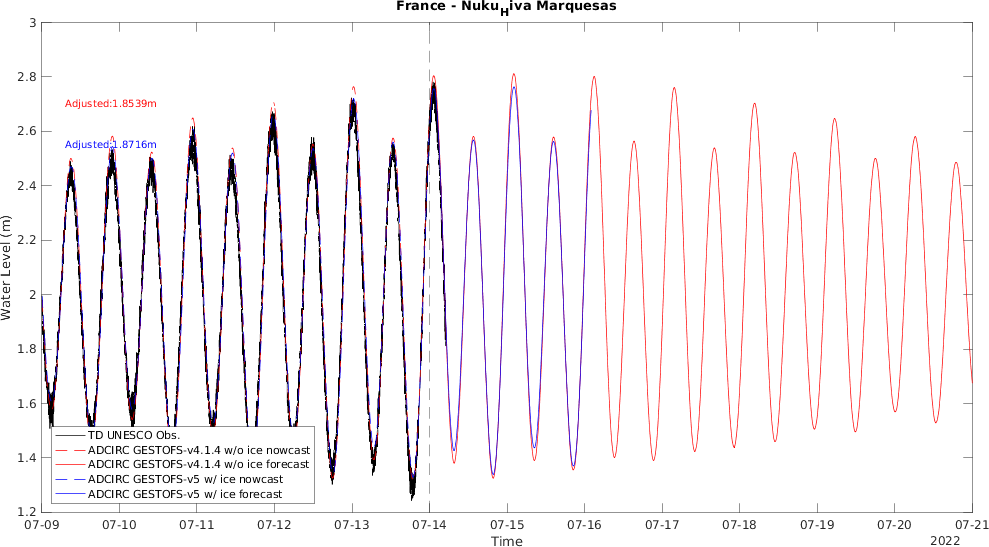 France - Nuku_Hiva Marquesas
3
2.8
2.6
2.4
2.2
2
1.8
1.6
1.4
1.2
Water Level (m)
Adjusted:1.8539m
Adjusted:1.8716m
TD UNESCO Obs.
ADCIRC GESTOFS-v4.1.4 w/o ice nowcast
ADCIRC GESTOFS-v4.1.4 w/o ice forecast
ADCIRC GESTOFS-v5 w/ ice nowcast
ADCIRC GESTOFS-v5 w/ ice forecast
07-09 07-10 07-11 07-12 07-13 07-14 07-15 07-16 07-17 07-18 07-19 07-20 07-21
Time
2022